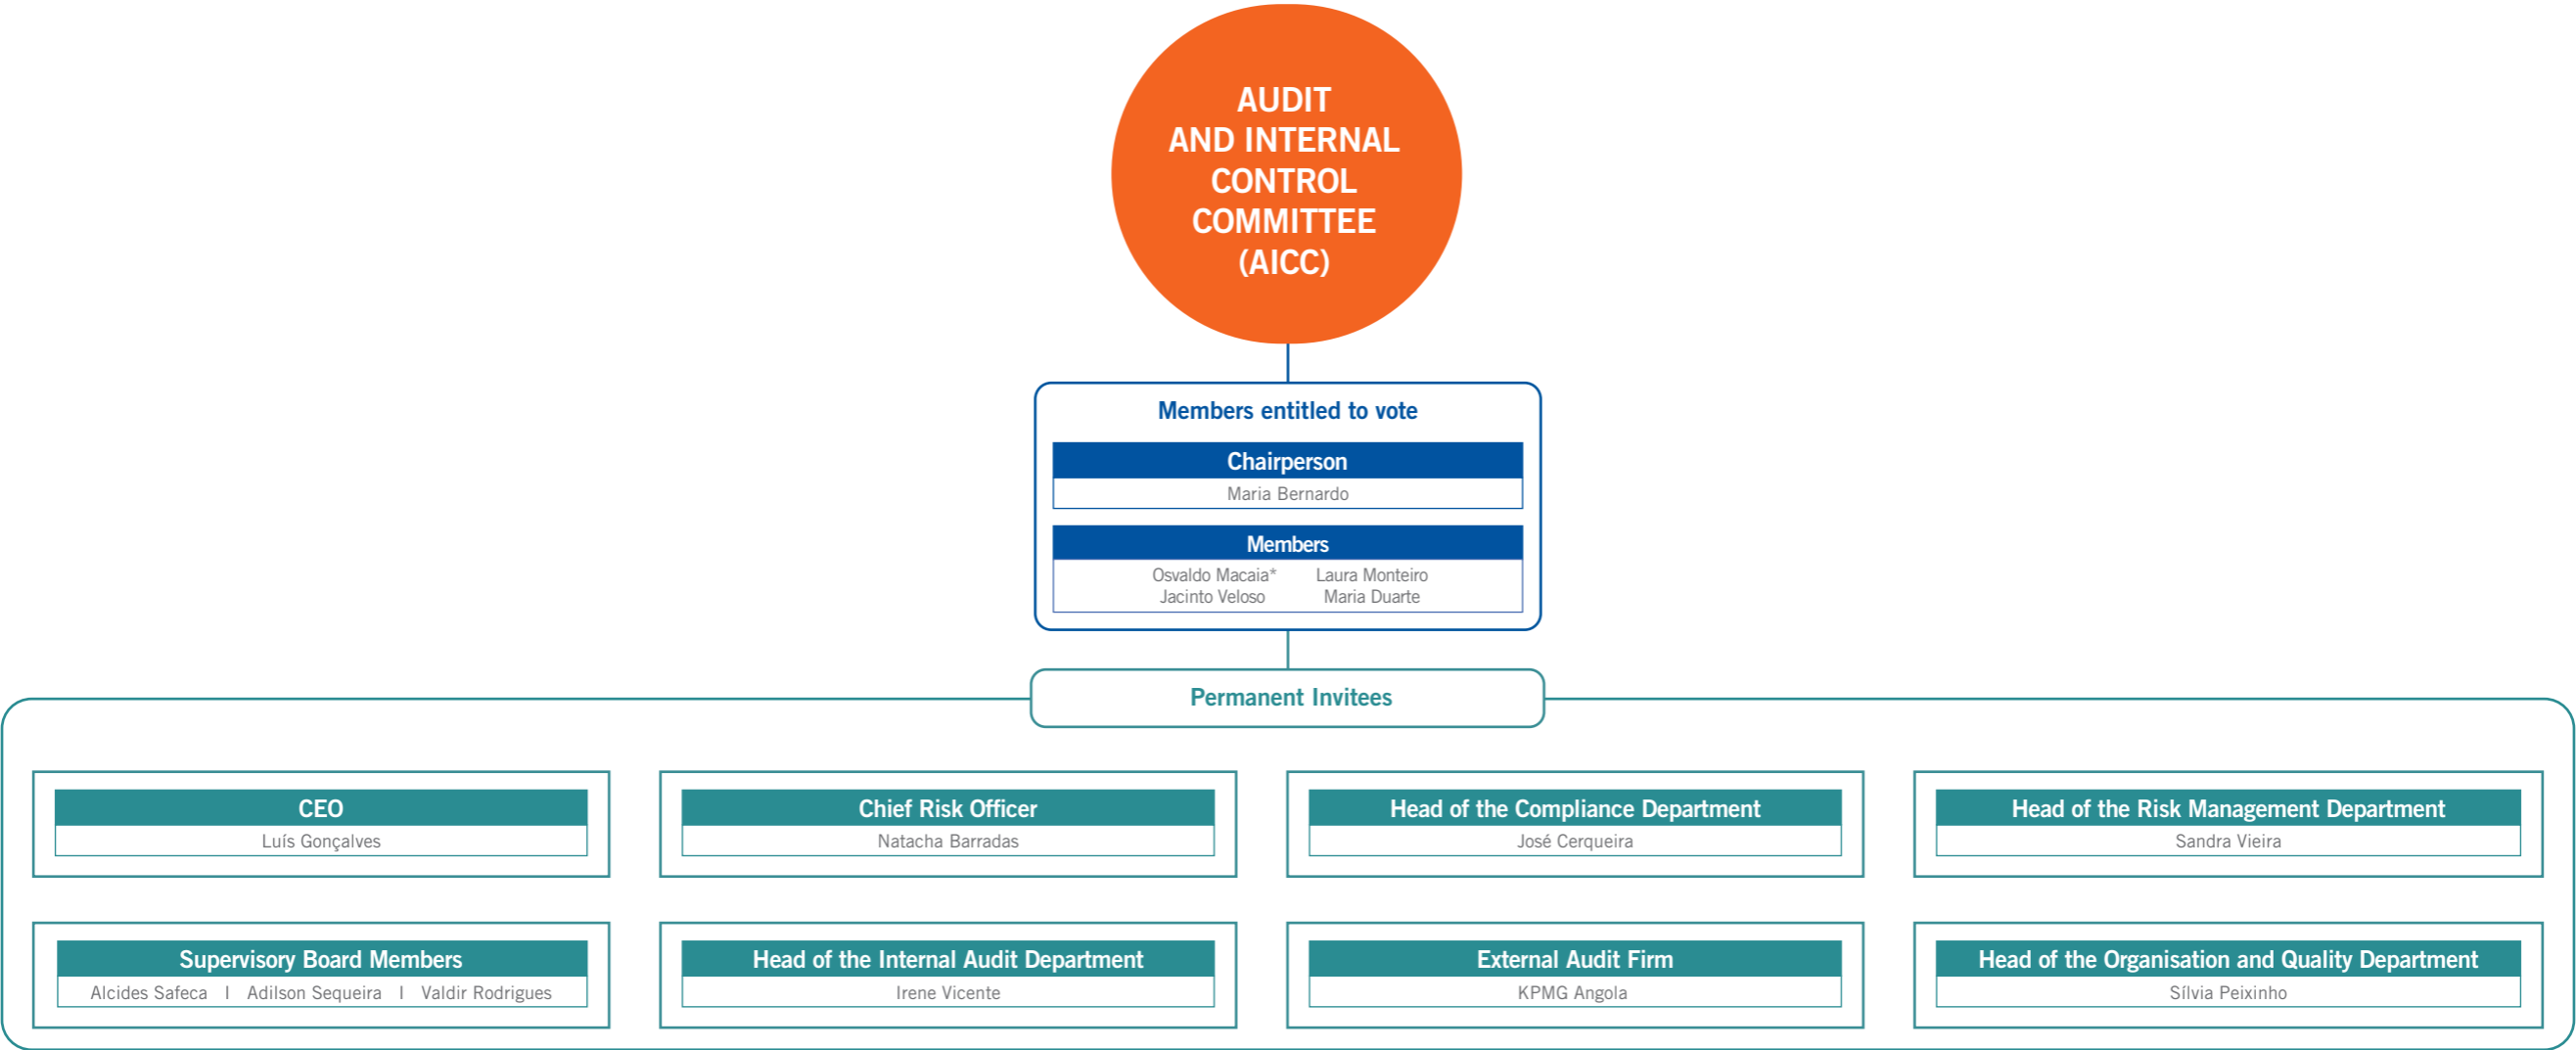 AUDIT
AND INTERNAL
CONTROL
COMMITTEE
(AICC)
Members entitled to vote
Chairperson
Maria Bernardo
Members
Osvaldo Macaia* Laura Monteiro
Jacinto Veloso Maria Duarte
Permanent Invitees
CEO
Luís Gonçalves
Chief Risk Officer
Natacha Barradas
Head of the Compliance Department
José Cerqueira
Head of the Risk Management Department
Sandra Vieira
Supervisory Board Members
Alcides Safeca I Adilson Sequeira I Valdir Rodrigues
Head of the Internal Audit Department
Irene Vicente
External Audit Firm
KPMG Angola
Head of the Organisation and Quality Department
Sílvia Peixinho